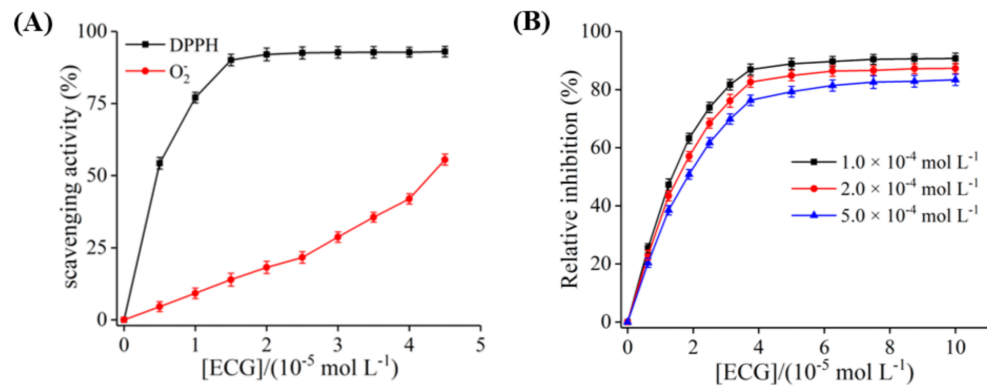 (A)
100
75
50
25
0
scavenging activity (%)
DPPH
O₂⁻
0 1 2 3 4 5
[ECG]/(10⁻⁵ mol L⁻¹)
(B)
100
80
60
40
20
0
Relative inhibition (%)
1.0 × 10⁻⁴ mol L⁻¹
2.0 × 10⁻⁴ mol L⁻¹
5.0 × 10⁻⁴ mol L⁻¹
0 2 4 6 8 10
[ECG]/(10⁻⁵ mol L⁻¹)